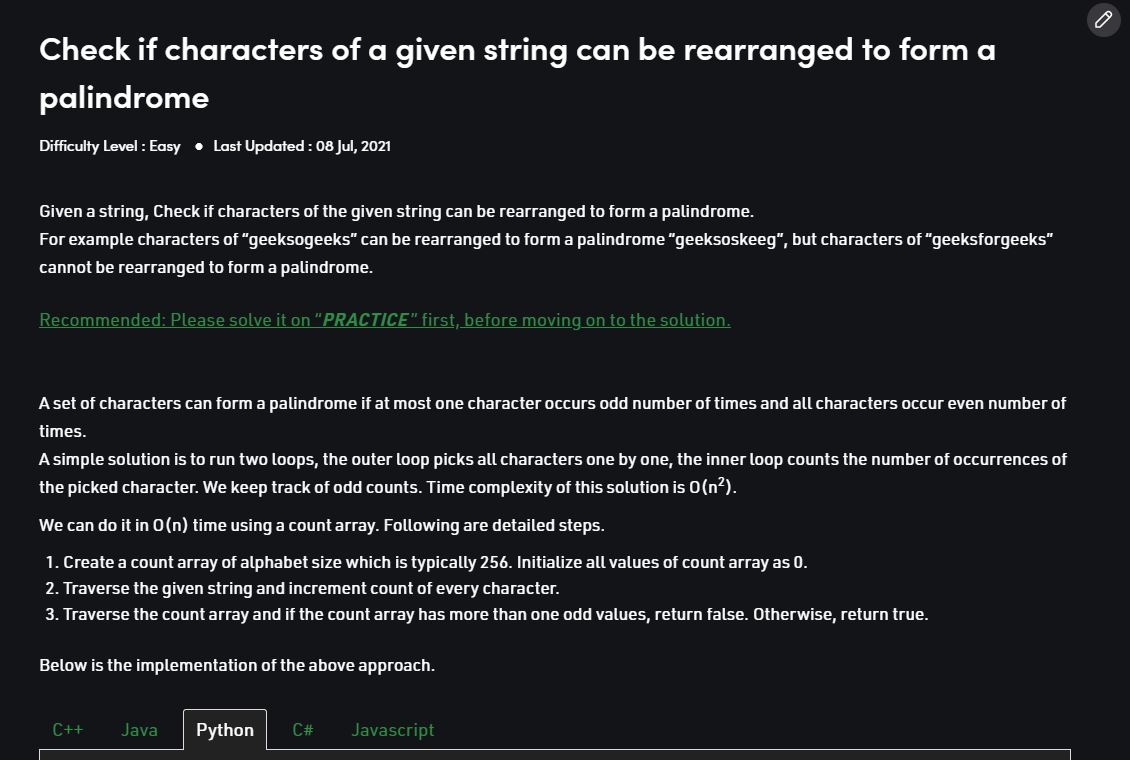 Check if characters of a given string can be rearranged to form a
palindrome
Difficulty Level : Easy ● Last Updated : 08 Jul, 2021
Given a string, Check if characters of the given string can be rearranged to form a palindrome.
For example characters of “geeksogeeks” can be rearranged to form a palindrome “geeksoskeeg”, but characters of “geeksforgeeks”
cannot be rearranged to form a palindrome.
Recommended: Please solve it on “PRACTICE” first, before moving on to the solution.
A set of characters can form a palindrome if at most one character occurs odd number of times and all characters occur even number of
times.
A simple solution is to run two loops, the outer loop picks all characters one by one, the inner loop counts the number of occurrences of
the picked character. We keep track of odd counts. Time complexity of this solution is O(n²).
We can do it in O(n) time using a count array. Following are detailed steps.
1. Create a count array of alphabet size which is typically 256. Initialize all values of count array as 0.
2. Traverse the given string and increment count of every character.
3. Traverse the count array and if the count array has more than one odd values, return false. Otherwise, return true.
Below is the implementation of the above approach.
C++ Java Python C# Javascript